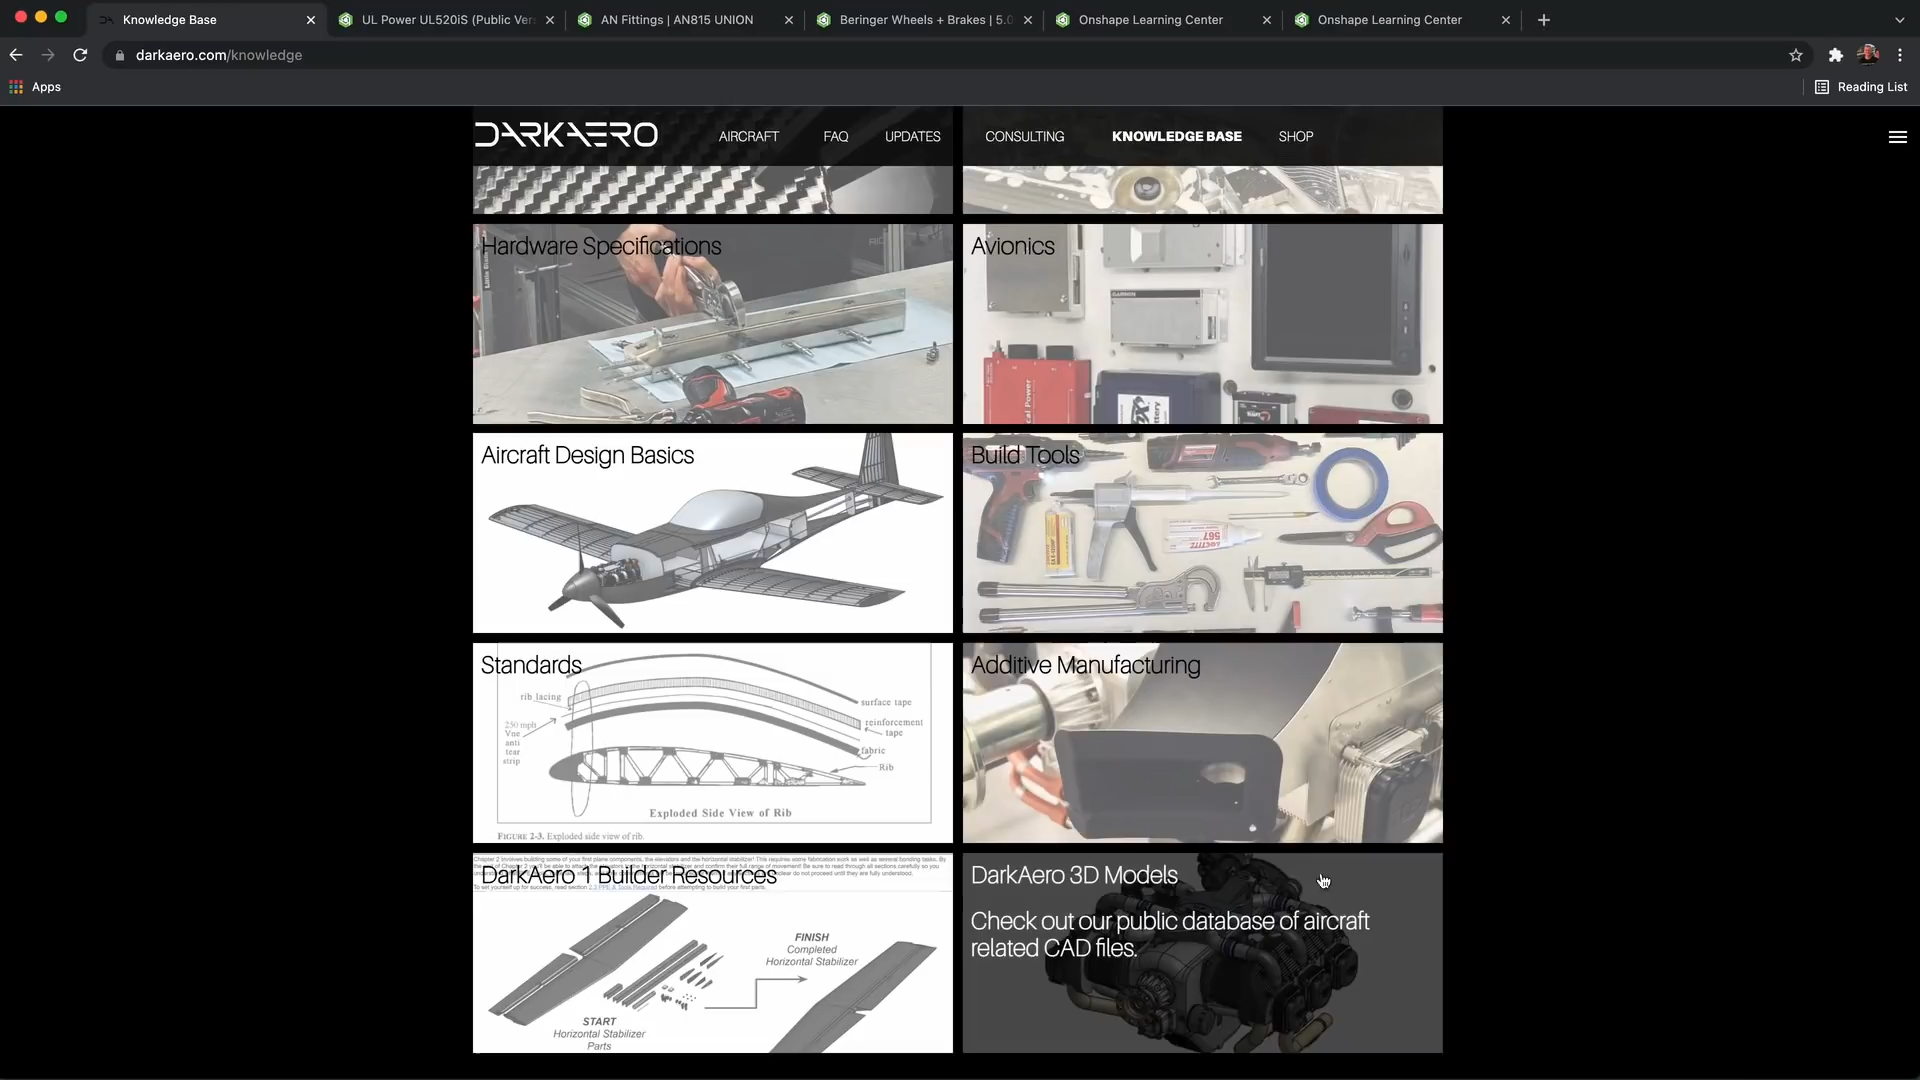 Knowledge Base
UL Power UL520iS (Public Ver
AN Fittings | AN815 UNION
Beringer Wheels + Brakes | 5.0
Onshape Learning Center
Onshape Learning Center
darkaero.com/knowledge
Apps
Reading List
DARKAERO
AIRCRAFT
FAQ
UPDATES
CONSULTING
KNOWLEDGE BASE
SHOP
Hardware Specifications
Avionics
GARMIN
Aircraft Design Basics
Build Tools
LOCTITE
567
Standards
rib lacing
250 mph
Vne
anti
tear
strip
surface tape
reinforcement
tape
fabric
Rib
Exploded Side View of Rib
FIGURE 2-3. Exploded side view of rib.
Additive Manufacturing
DarkAero 1 Builder Resources
START
Horizontal Stabilizer
Parts
FINISH
Completed
Horizontal Stabilizer
DarkAero 3D Models
Check out our public database of aircraft
related CAD files.